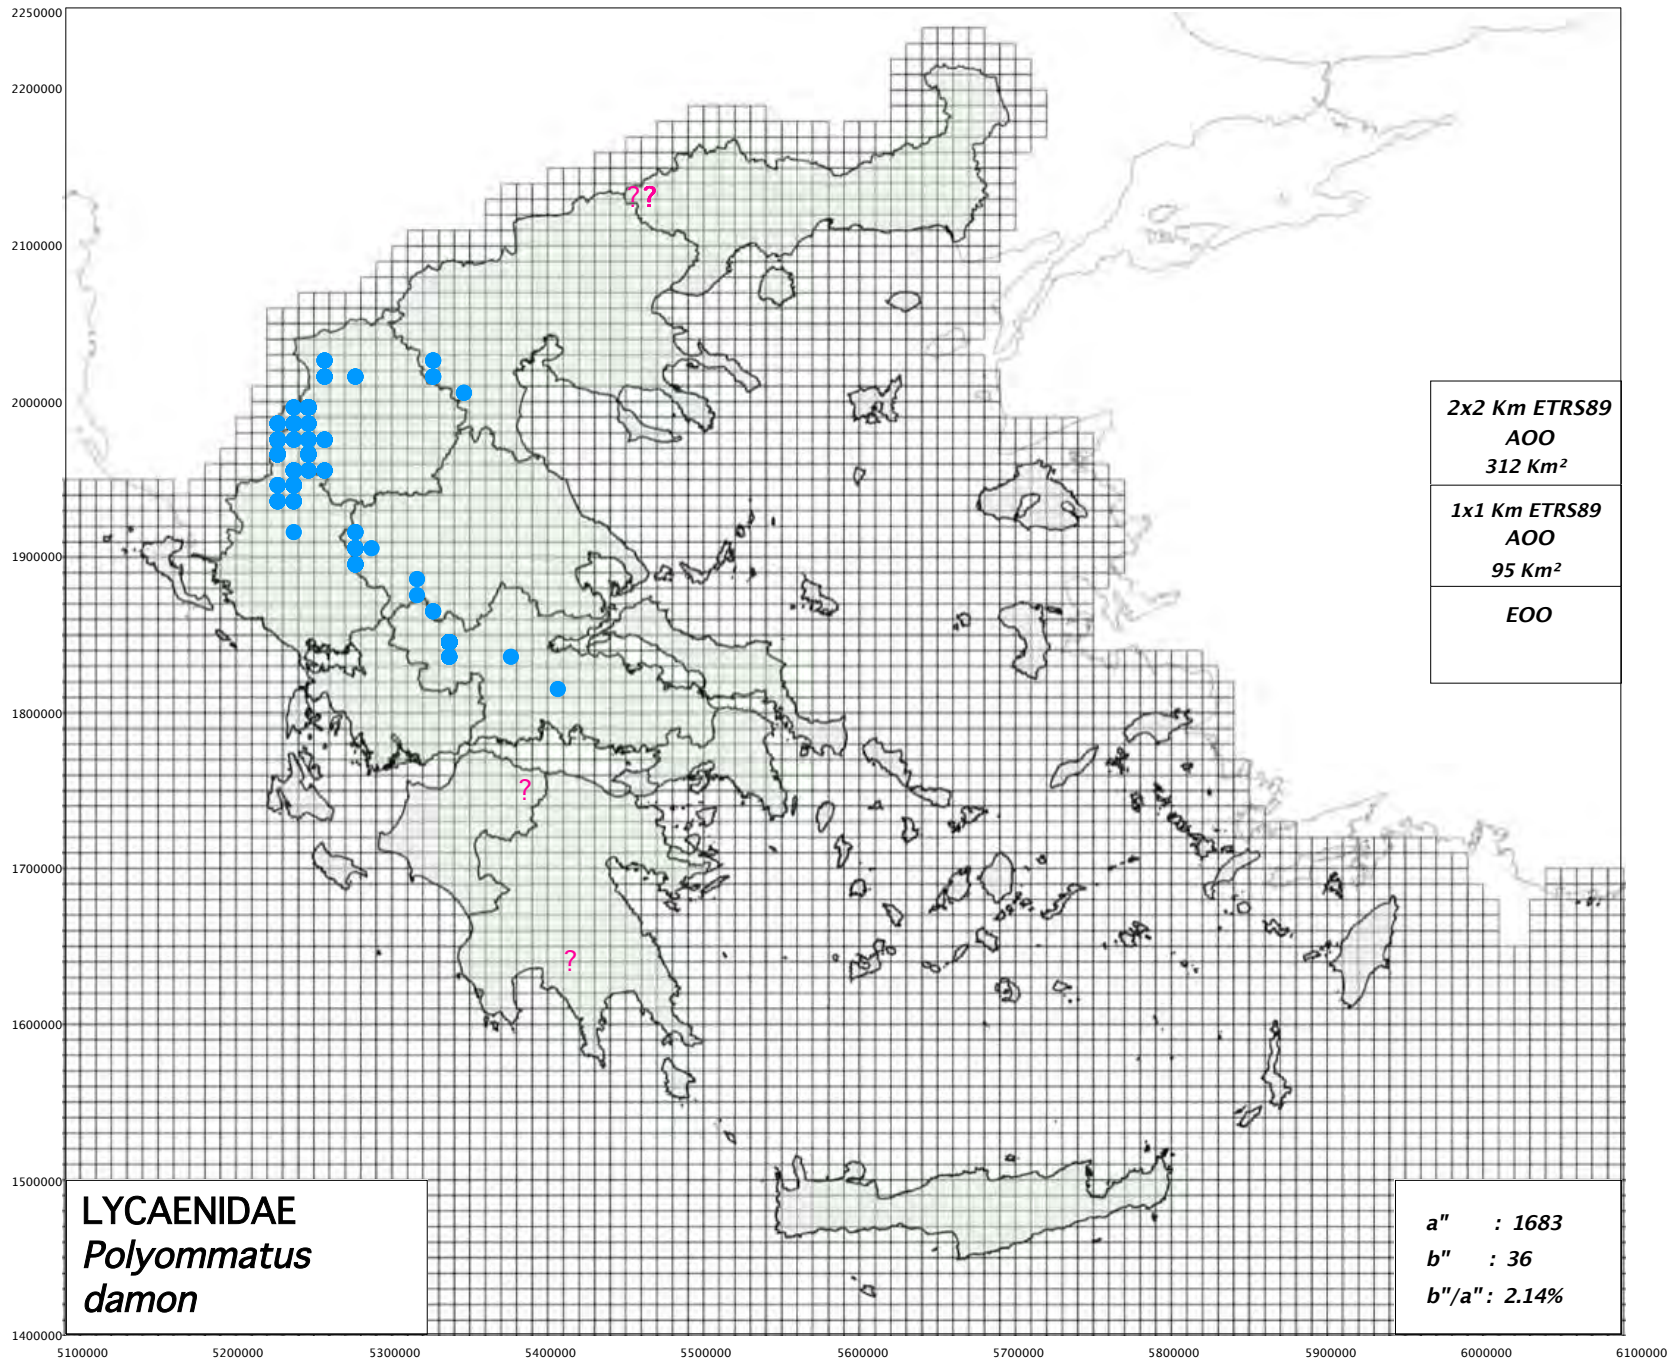 2250000
2200000
2100000
2000000
1900000
1800000
1700000
1600000
1500000
1400000
? ?
?
?
2x2 Km ETRS89
AOO
312 Km²
1x1 Km ETRS89
AOO
95 Km²
EOO
LYCAENIDAE
Polyommatus
damon
a" : 1683
b" : 36
b"/a" : 2.14%
5100000 5200000 5300000 5400000 5500000 5600000 5700000 5800000 5900000 6000000 6100000